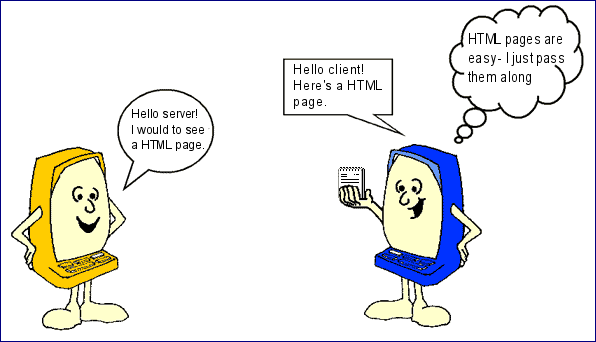 Hello server!
I would to see
a HTML page.
Hello client!
Here's a HTML
page.
HTML pages are
easy- I just pass
them along